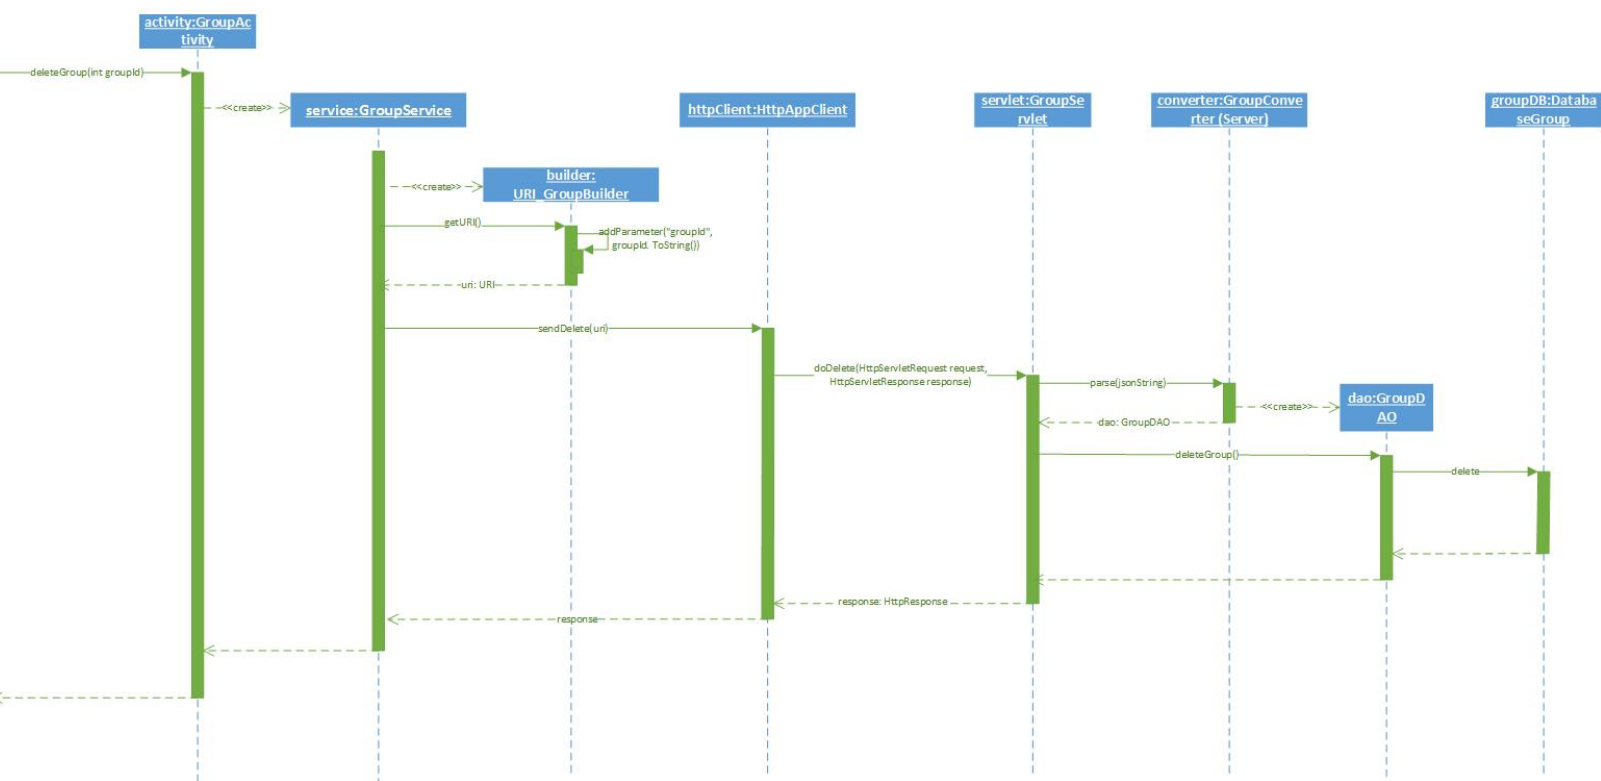 activity:GroupAc
tivity
deleteGroup(int groupId)
<<create>>
service:GroupService
httpClient:HttpAppClient
servlet:GroupSe
rvlet
converter:GroupConve
rter (Server)
groupDB:Databa
seGroup
<<create>>
builder:
URI_GroupBuilder
getURI()
addParameter("groupId",
groupId. ToString())
uri: URI
sendDelete(uri)
doDelete(HttpServletRequest request,
HttpServletResponse response)
parse(jsonString)
<<create>>
dao:GroupD
AO
dao: GroupDAO
deleteGroup()
delete
response: HttpResponse
response